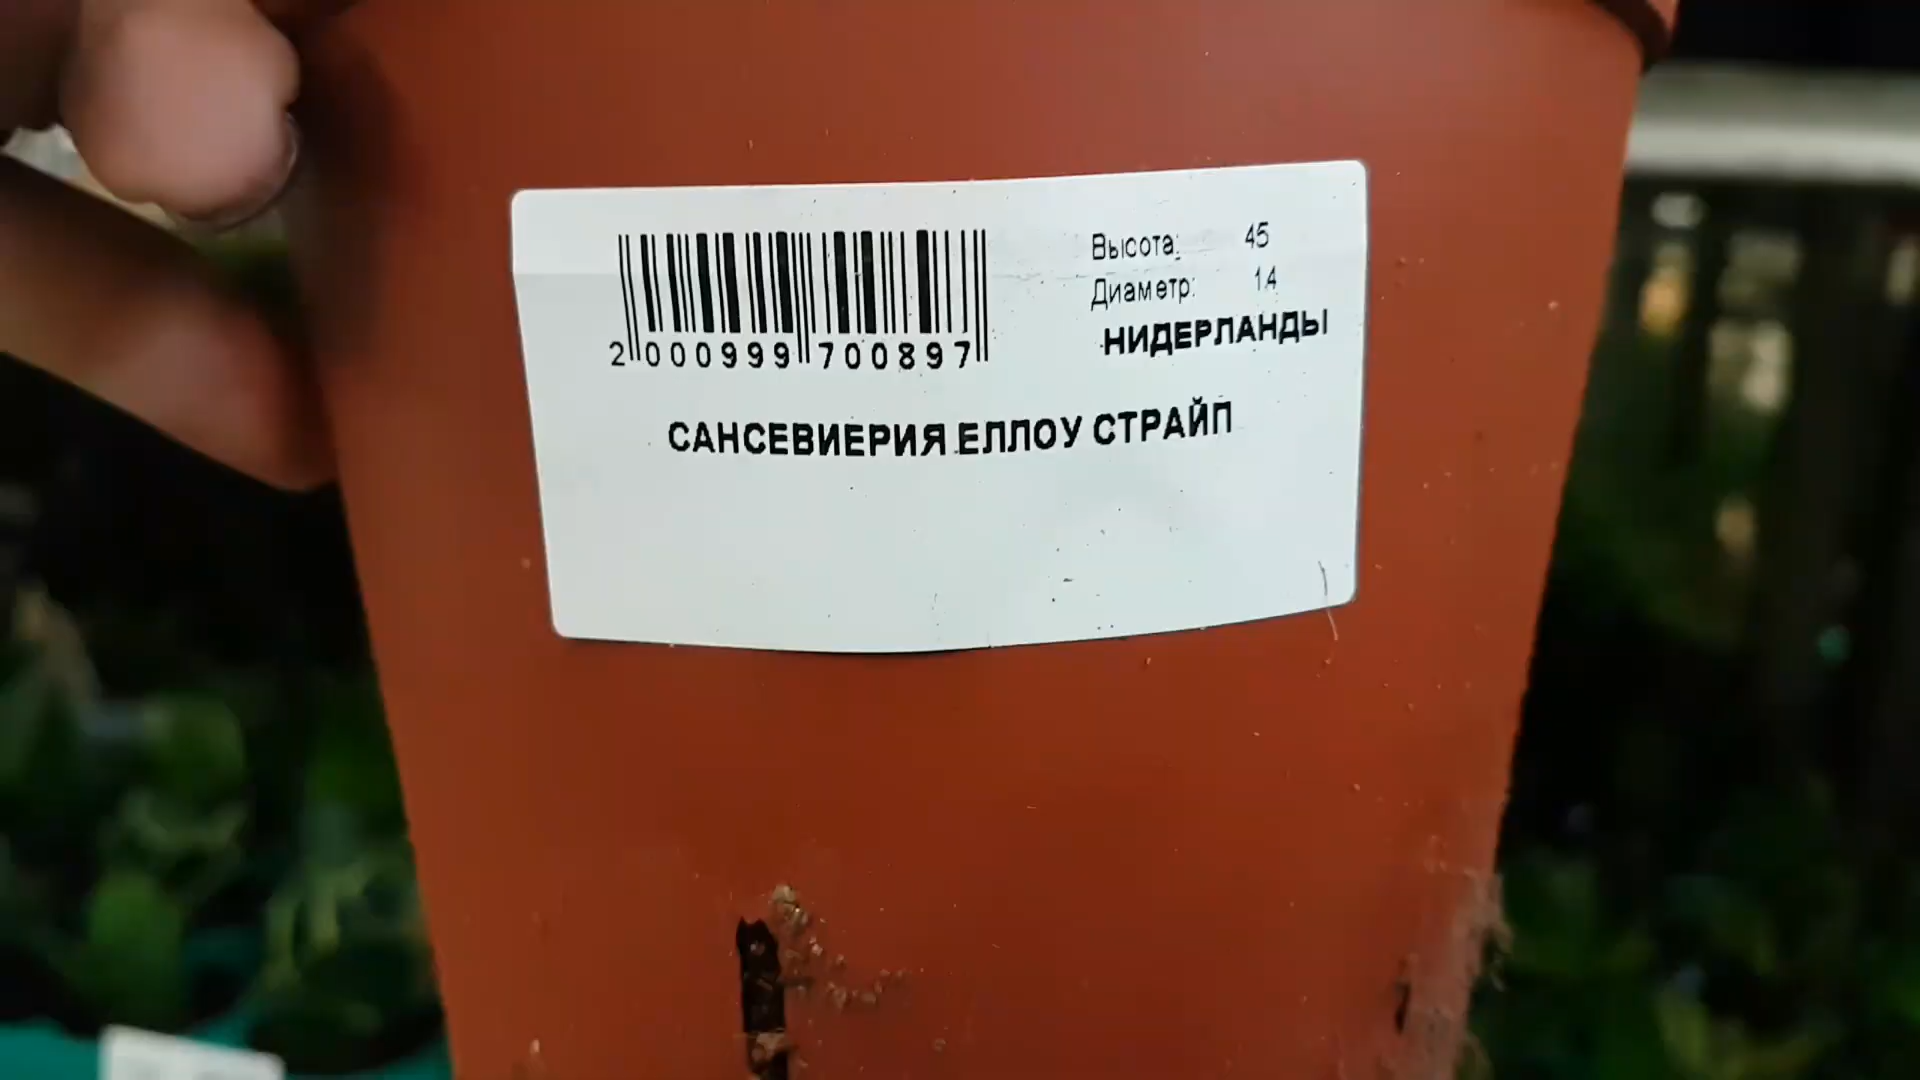 Высота: 45
Диаметр: 14
НИДЕРЛАНДЫ
2 000999 700897
САНСЕВИЕРИЯ ЕЛЛОУ СТРАЙП